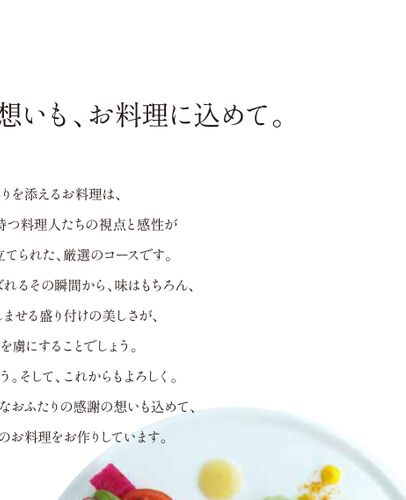 想いも、お料理に込めて。
りを添えるお料理は、
持つ料理人たちの視点と感性が
立てられた、厳選のコースです。
ばれるその瞬間から、味はもちろん、
しませる盛り付けの美しさが、
を虜にすることでしょう。
う。そして、これからもよろしく。
なおふたりの感謝の想いも込めて、
のお料理をお作りしています。